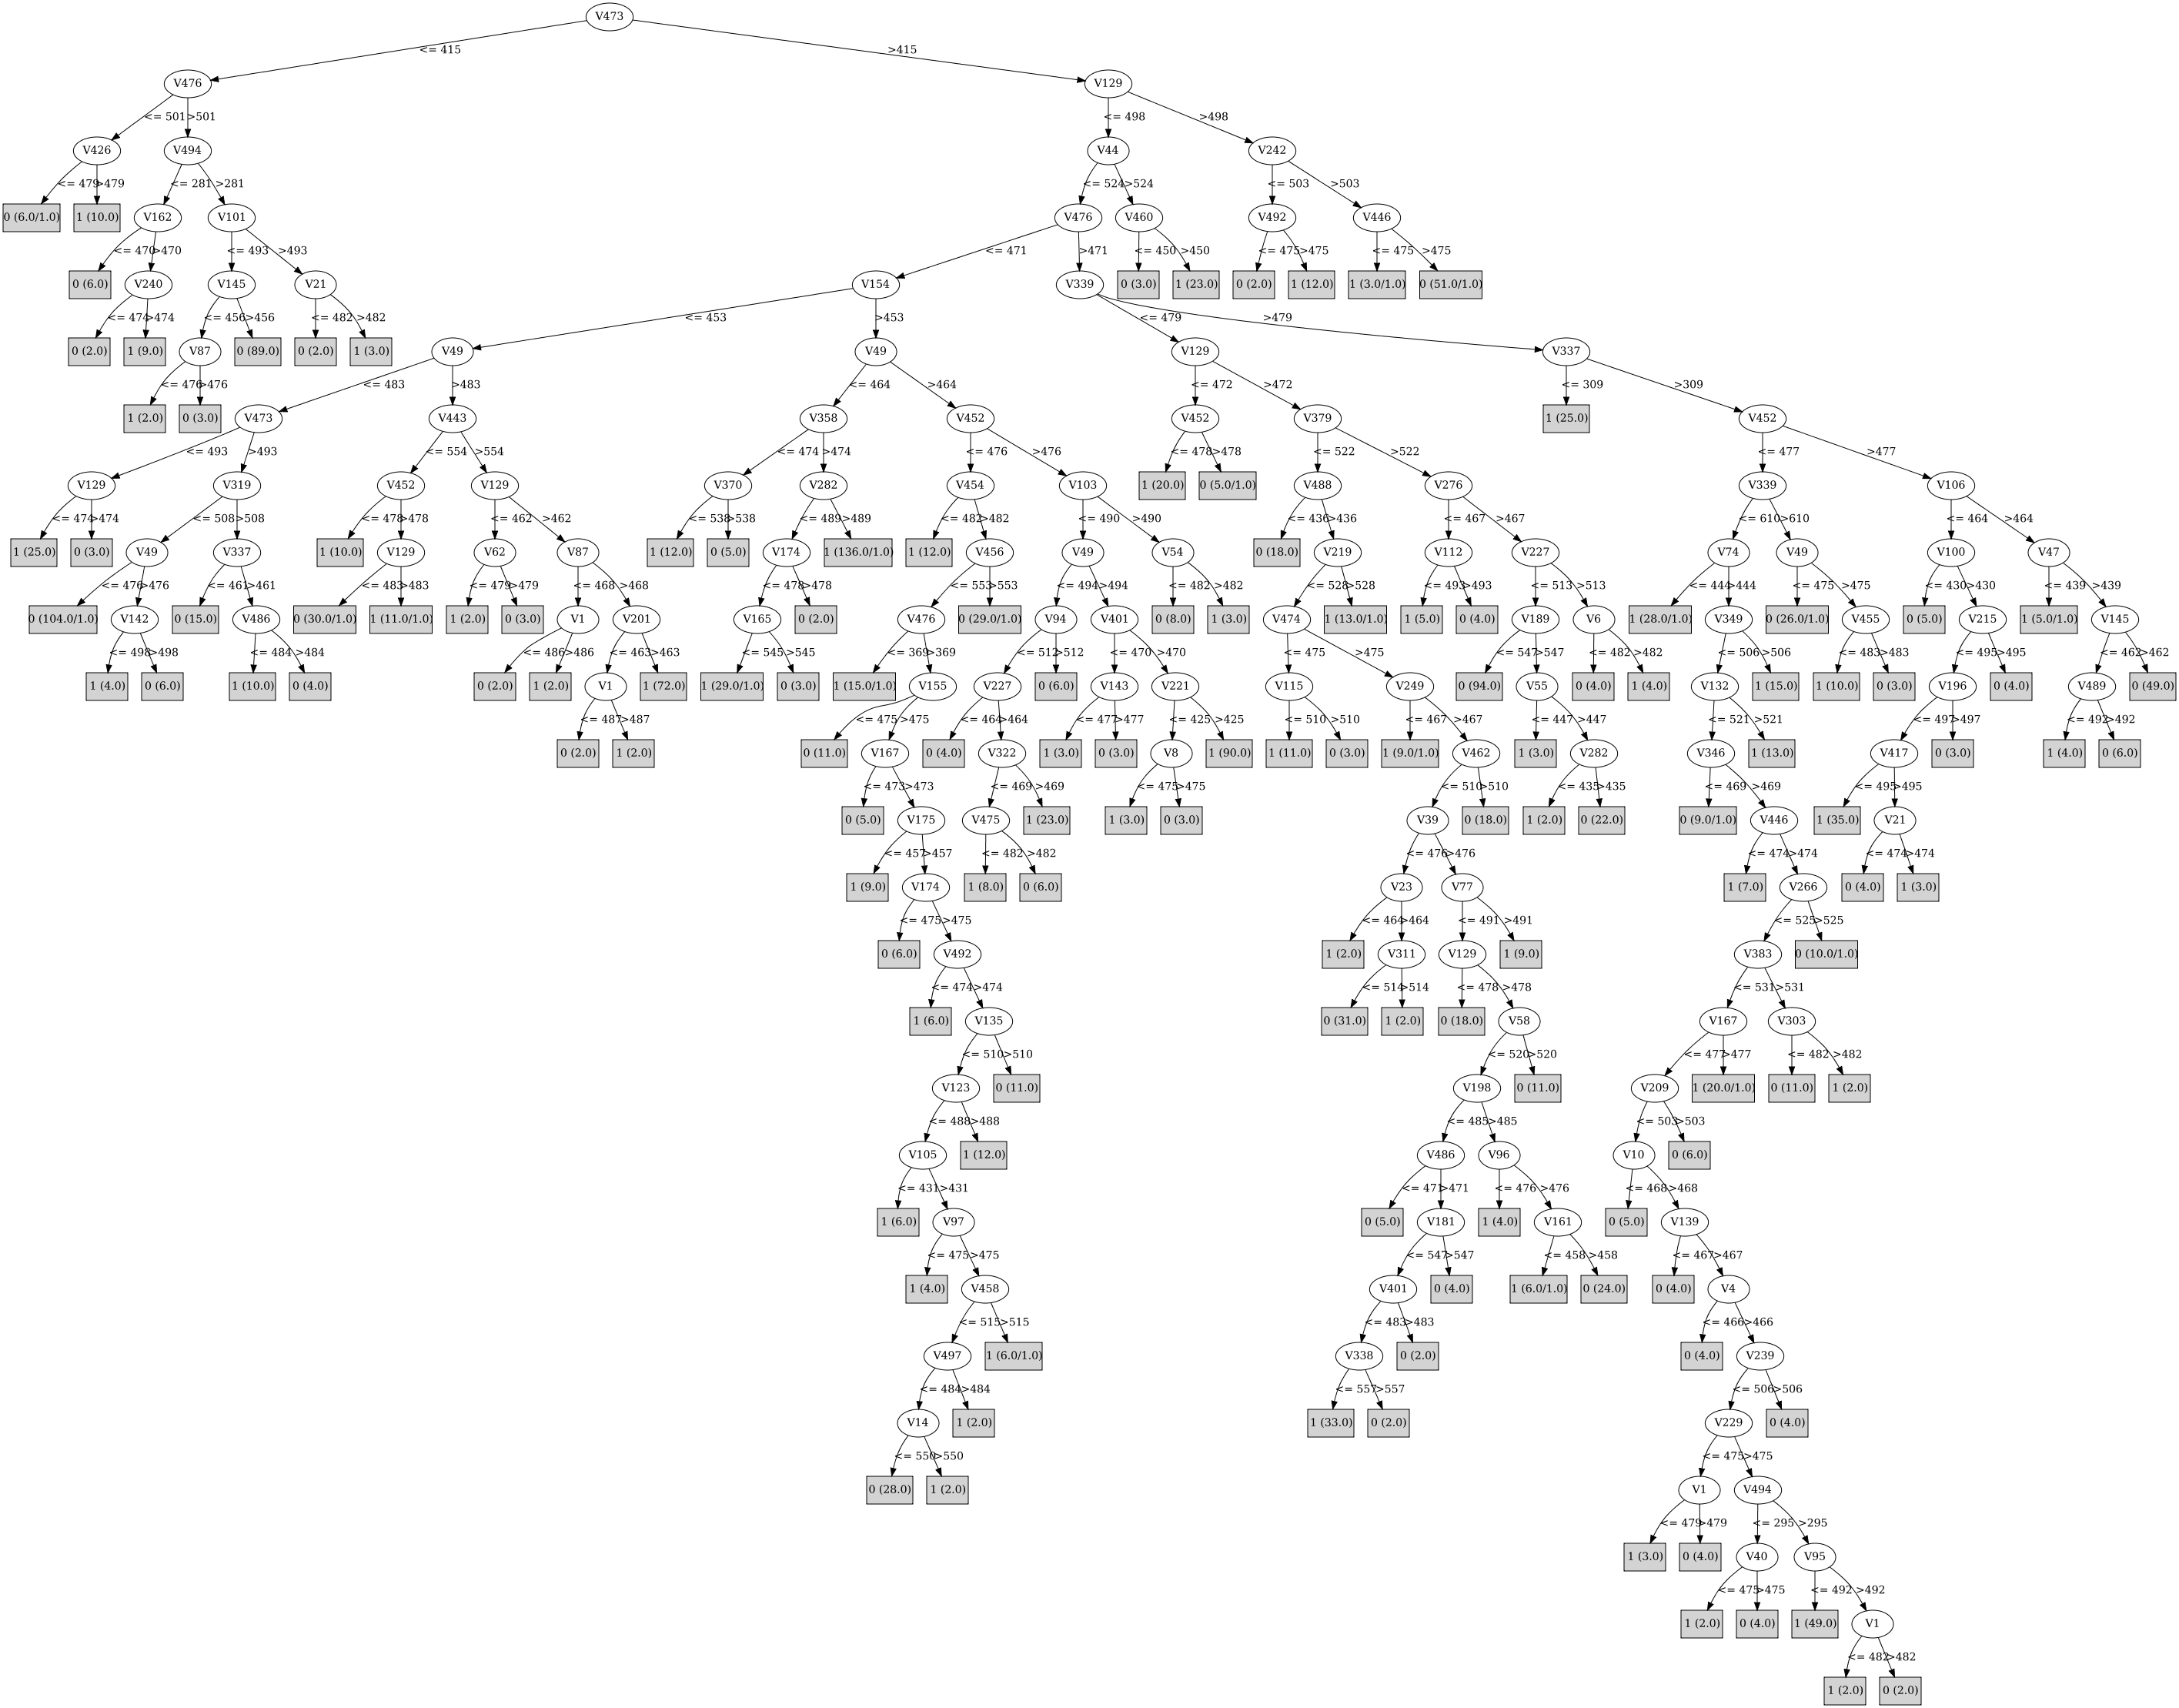 V473
<= 415 >415
V476 V129
<= 501 >501 <= 498 >498
V426 V494 V44 V242
<= 479 >479 <= 281 >281 <= 524 >524 <= 503 >503
0 (6.0/1.0) 1 (10.0) V162 V101 V476 V460 V492 V446
<= 470 >470 <= 493 >493 <= 471 >471 <= 450 >450 <= 475 >475 <= 475 >475
0 (6.0) V240 V145 V21 V154 V339 0 (3.0) 1 (23.0) 0 (2.0) 1 (12.0) 1 (3.0/1.0) 0 (51.0/1.0)
<= 474 >474 <= 456 >456 <= 482 >482 <= 453 >453 <= 479 >479
0 (2.0) 1 (9.0) V87 0 (89.0) 0 (2.0) 1 (3.0) V49 V49 V129 V337
<= 476 >476 <= 483 >483 <= 464 >464 <= 472 >472 <= 309 >309
1 (2.0) 0 (3.0) V473 V443 V358 V452 V452 V379 1 (25.0) V452
<= 493 >493 <= 554 >554 <= 474 >474 <= 476 >476 <= 478 >478 <= 522 >522 <= 477 >477
V129 V319 V452 V129 V370 V282 V454 V103 1 (20.0) 0 (5.0/1.0) V488 V276 V339 V106
<= 474 >474 <= 508 >508 <= 478 >478 <= 462 >462 <= 538 >538 <= 489 >489 <= 482 >482 <= 490 >490 <= 436 >436 <= 467 >467 <= 610 >610 <= 464 >464
1 (25.0) 0 (3.0) V49 V337 1 (10.0) V129 V62 V87 1 (12.0) 0 (5.0) V174 1 (136.0/1.0) 1 (12.0) V456 V49 V54 0 (18.0) V219 V112 V227 V74 V49 V100 V47
<= 476 >476 <= 461 >461 <= 483 >483 <= 479 >479 <= 468 >468 <= 478 >478 <= 553 >553 <= 494 >494 <= 482 >482 <= 528 >528 <= 493 >493 <= 513 >513 <= 444 >444 <= 475 >475 <= 430 >430 <= 439 >439
0 (104.0/1.0) V142 0 (15.0) V486 0 (30.0/1.0) 1 (11.0/1.0) 1 (2.0) 0 (3.0) V1 V201 V165 0 (2.0) V476 0 (29.0/1.0) V94 V401 0 (8.0) 1 (3.0) V474 1 (13.0/1.0) 1 (5.0) 0 (4.0) V189 V6 1 (28.0/1.0) V349 0 (26.0/1.0) V455 0 (5.0) V215 1 (5.0/1.0) V145
<= 498 >498 <= 484 >484 <= 486 >486 <= 463 >463 <= 545 >545 <= 369 >369 <= 512 >512 <= 470 >470 <= 475 >475 <= 547 >547 <= 482 >482 <= 506 >506 <= 483 >483 <= 495 >495 <= 462 >462
1 (4.0) 0 (6.0) 1 (10.0) 0 (4.0) 0 (2.0) 1 (2.0) V1 1 (72.0) 1 (29.0/1.0) 0 (3.0) 1 (15.0/1.0) V155 V227 0 (6.0) V143 V221 V115 V249 0 (94.0) V55 0 (4.0) 1 (4.0) V132 1 (15.0) 1 (10.0) 0 (3.0) V196 0 (4.0) V489 0 (49.0)
<= 487 >487 <= 475 >475 <= 464 >464 <= 477 >477 <= 425 >425 <= 510 >510 <= 467 >467 <= 447 >447 <= 521 >521 <= 497 >497 <= 492 >492
0 (2.0) 1 (2.0) 0 (11.0) V167 0 (4.0) V322 1 (3.0) 0 (3.0) V8 1 (90.0) 1 (11.0) 0 (3.0) 1 (9.0/1.0) V462 1 (3.0) V282 V346 1 (13.0) V417 0 (3.0) 1 (4.0) 0 (6.0)
<= 473 >473 <= 469 >469 <= 475 >475 <= 510 >510 <= 435 >435 <= 469 >469 <= 495 >495
0 (5.0) V175 V475 1 (23.0) 1 (3.0) 0 (3.0) V39 0 (18.0) 1 (2.0) 0 (22.0) 0 (9.0/1.0) V446 1 (35.0) V21
<= 457 >457 <= 482 >482 <= 476 >476 <= 474 >474 <= 474 >474
1 (9.0) V174 1 (8.0) 0 (6.0) V23 V77 1 (7.0) V266 0 (4.0) 1 (3.0)
<= 475 >475 <= 464 >464 <= 491 >491 <= 525 >525
0 (6.0) V492 1 (2.0) V311 V129 1 (9.0) V383 0 (10.0/1.0)
<= 474 >474 <= 514 >514 <= 478 >478 <= 531 >531
1 (6.0) V135 0 (31.0) 1 (2.0) 0 (18.0) V58 V167 V303
<= 510 >510 <= 520 >520 <= 477 >477 <= 482 >482
V123 0 (11.0) V198 0 (11.0) V209 1 (20.0/1.0) 0 (11.0) 1 (2.0)
<= 488 >488 <= 485 >485 <= 503 >503
V105 1 (12.0) V486 V96 V10 0 (6.0)
<= 431 >431 <= 471 >471 <= 476 >476 <= 468 >468
1 (6.0) V97 0 (5.0) V181 1 (4.0) V161 0 (5.0) V139
<= 475 >475 <= 547 >547 <= 458 >458 <= 467 >467
1 (4.0) V458 V401 0 (4.0) 1 (6.0/1.0) 0 (24.0) 0 (4.0) V4
<= 515 >515 <= 483 >483 <= 466 >466
V497 1 (6.0/1.0) V338 0 (2.0) 0 (4.0) V239
<= 484 >484 <= 557 >557 <= 506 >506
V14 1 (2.0) 1 (33.0) 0 (2.0) V229 0 (4.0)
<= 550 >550 <= 475 >475
0 (28.0) 1 (2.0) V1 V494
<= 479 >479 <= 295 >295
1 (3.0) 0 (4.0) V40 V95
<= 475 >475 <= 492 >492
1 (2.0) 0 (4.0) 1 (49.0) V1
<= 482 >482
1 (2.0) 0 (2.0)